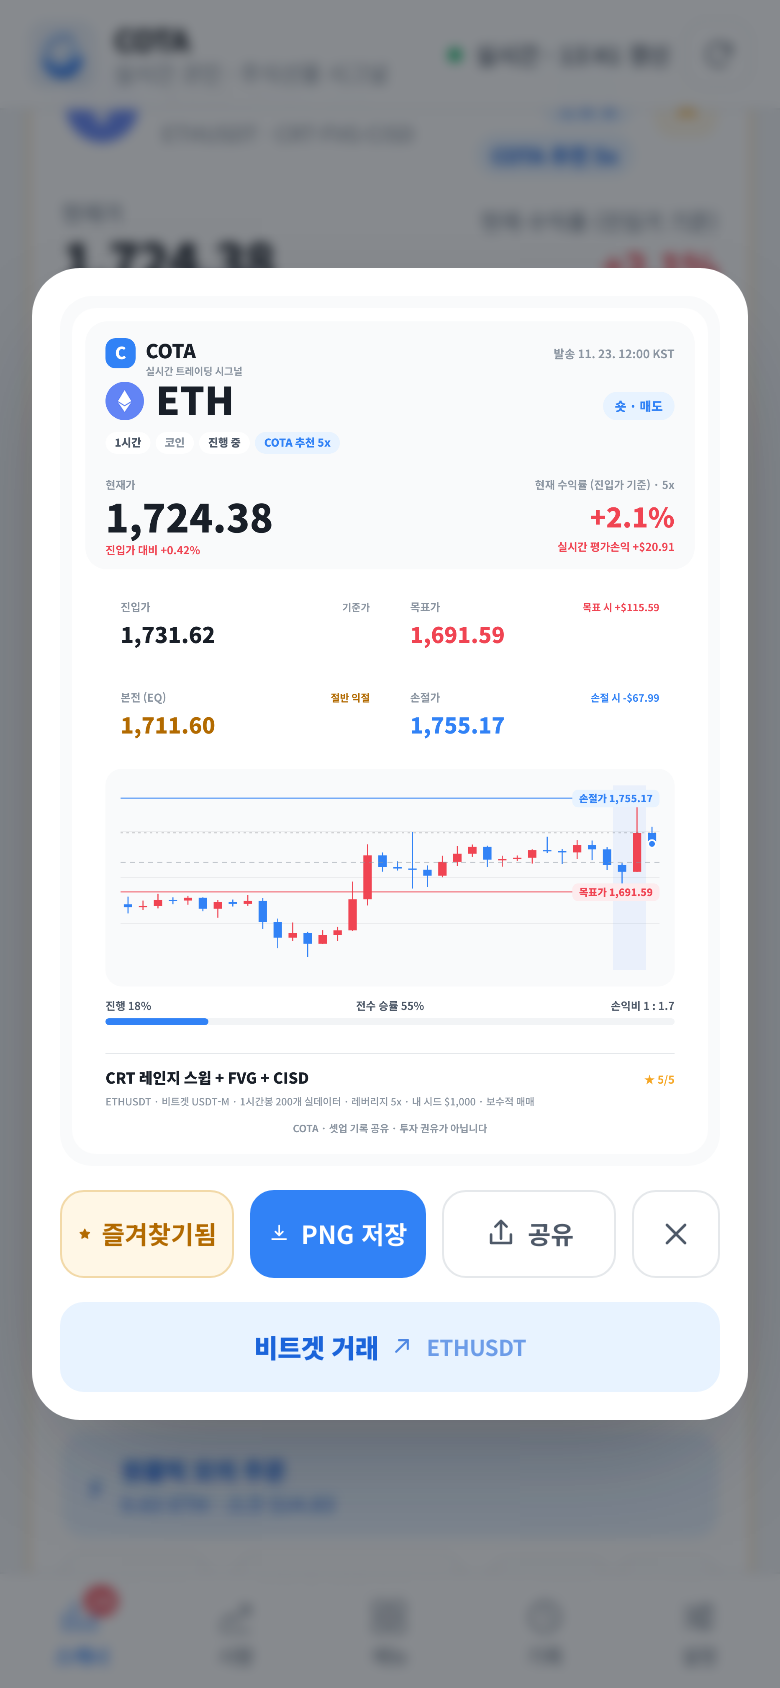 COTA
1,724.38
C COTA
실시간 트레이딩 시그널
발송 11. 23. 12:00 KST
ETH
숏 · 매도
1시간 코인 진행 중 COTA 추천 5x
현재가
현재 수익률 (진입가 기준) · 5x
1,724.38
+2.1%
진입가 대비 +0.42%
실시간 평가손익 +$20.91
진입가 기준가
1,731.62
목표가 목표 시 +$115.59
1,691.59
본전 (EQ) 절반 익절
1,711.60
손절가 손절 시 -$67.99
1,755.17
손절가 1,755.17
목표가 1,691.59
진행 18% 전수 승률 55% 손익비 1 : 1.7
CRT 레인지 스윕 + FVG + CISD ★ 5/5
ETHUSDT · 비트겟 USDT-M · 1시간봉 200개 실데이터 · 레버리지 5x · 내 시드 $1,000 · 보수적 매매
COTA · 셋업 기록 공유 · 투자 권유가 아닙니다
★ 즐겨찾기됨
PNG 저장
공유
비트겟 거래 ↗ ETHUSDT